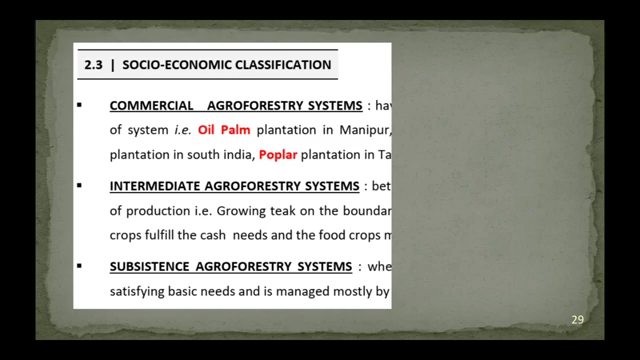 2.3 | SOCIO-ECONOMIC CLASSIFICATION
▪ COMMERCIAL AGROFORESTRY SYSTEMS : hav
of system i.e. Oil Palm plantation in Manipur,
plantation in south india, Poplar plantation in Ta
▪ INTERMEDIATE AGROFORESTRY SYSTEMS : bet
of production i.e. Growing teak on the boundar
crops fulfill the cash needs and the food crops m
▪ SUBSISTENCE AGROFORESTRY SYSTEMS : whe
satisfying basic needs and is managed mostly by
29